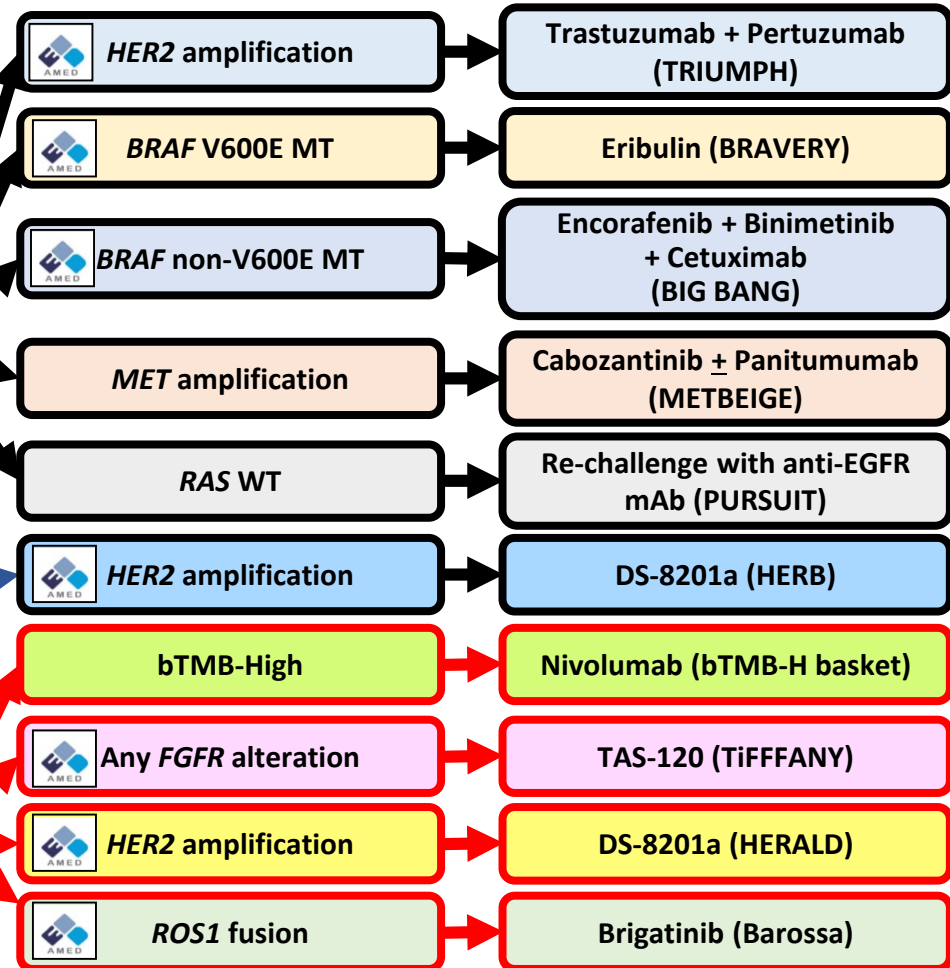 AMED
HER2 amplification
Trastuzumab + Pertuzumab
(TRIUMPH)
AMED
BRAF V600E MT
Eribulin (BRAVERY)
AMED
BRAF non-V600E MT
Encorafenib + Binimetinib
+ Cetuximab
(BIG BANG)
MET amplification
Cabozantinib ± Panitumumab
(METBEIGE)
RAS WT
Re-challenge with anti-EGFR
mAb (PURSUIT)
AMED
HER2 amplification
DS-8201a (HERB)
bTMB-High
Nivolumab (bTMB-H basket)
AMED
Any FGFR alteration
TAS-120 (TiFFFANY)
AMED
HER2 amplification
DS-8201a (HERALD)
AMED
ROS1 fusion
Brigatinib (Barossa)